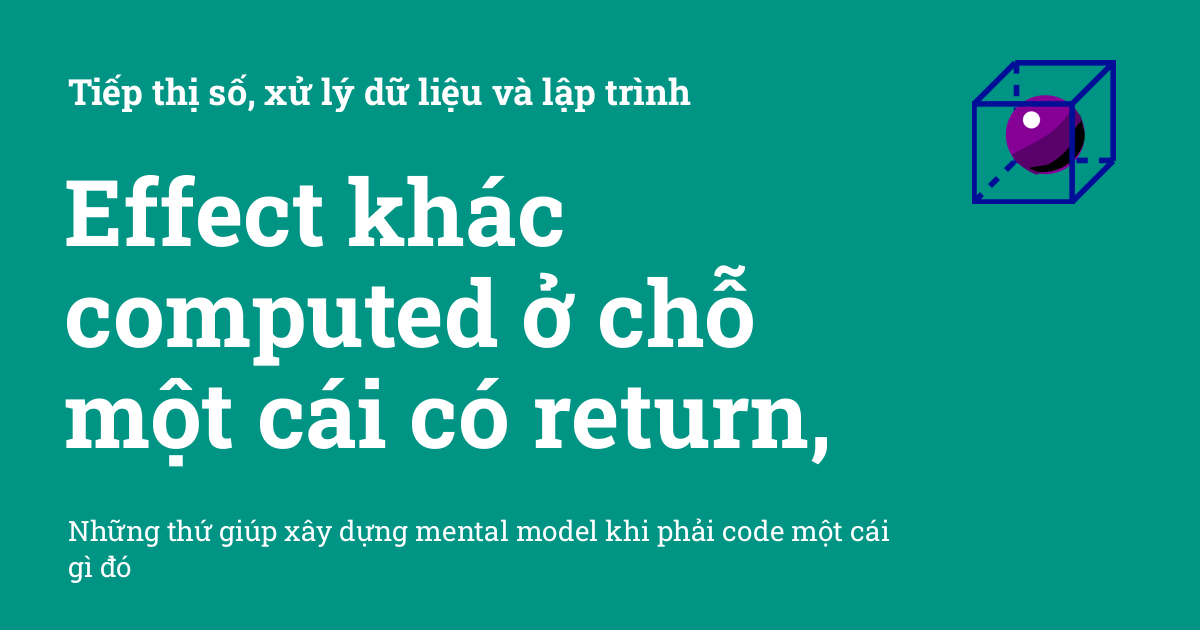 Tiếp thị số, xử lý dữ liệu và lập trình
Effect khác
computed ở chỗ
một cái có return,
Những thứ giúp xây dựng mental model khi phải code một cái
gì đó